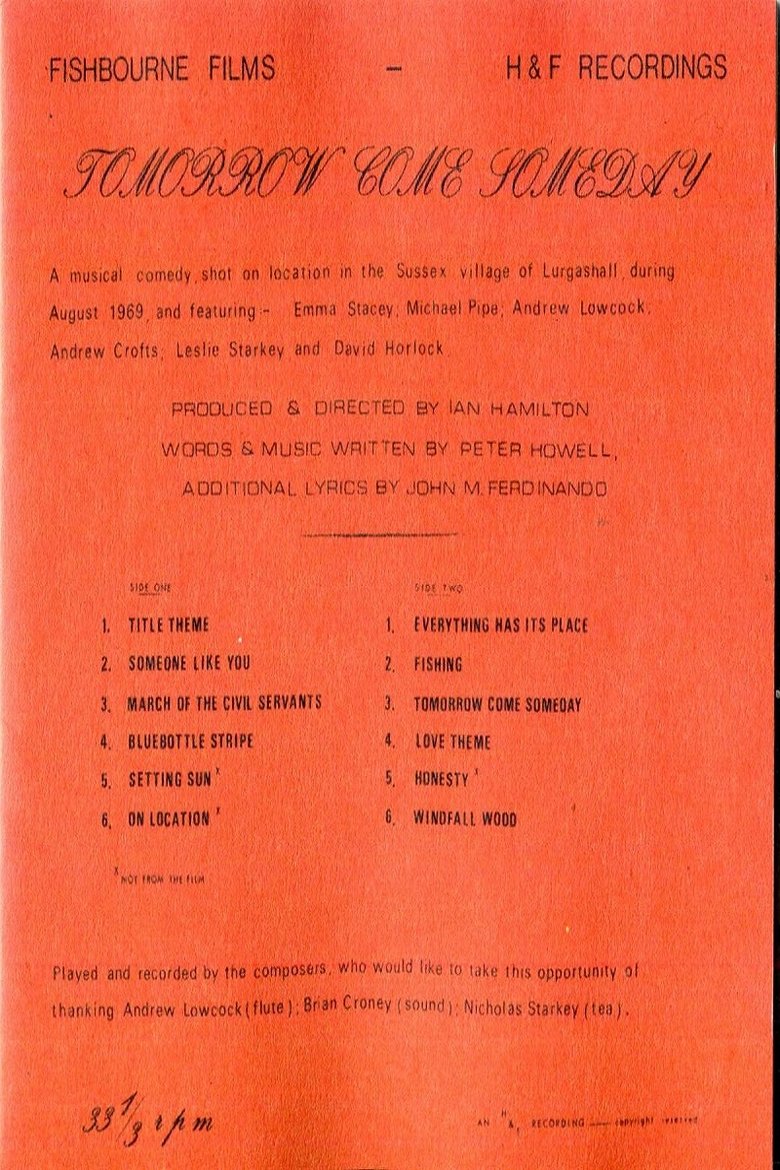 FISHBOURNE FILMS - H & F RECORDINGS
TOMORROW COME SOMEDAY
A musical comedy, shot on location in the Sussex village of Lurgashall, during
August 1969, and featuring:- Emma Stacey; Michael Pipe; Andrew Lowcock;
Andrew Crofts; Leslie Starkey and David Horlock
PRODUCED & DIRECTED BY IAN HAMILTON
WORDS & MUSIC WRITTEN BY PETER HOWELL,
ADDITIONAL LYRICS BY JOHN M. FERDINANDO
SIDE ONE
1. TITLE THEME
2. SOMEONE LIKE YOU
3. MARCH OF THE CIVIL SERVANTS
4. BLUEBOTTLE STRIPE
5. SETTING SUN x
6. ON LOCATION x
x NOT FROM THE FILM
SIDE TWO
1. EVERYTHING HAS ITS PLACE
2. FISHING
3. TOMORROW COME SOMEDAY
4. LOVE THEME
5. HONESTY x
6. WINDFALL WOOD
Played and recorded by the composers, who would like to take this opportunity of
thanking Andrew Lowcock (flute); Brian Croney (sound); Nicholas Starkey (tea).
33 1/3 rpm
AN H & F RECORDING — copyright reserved